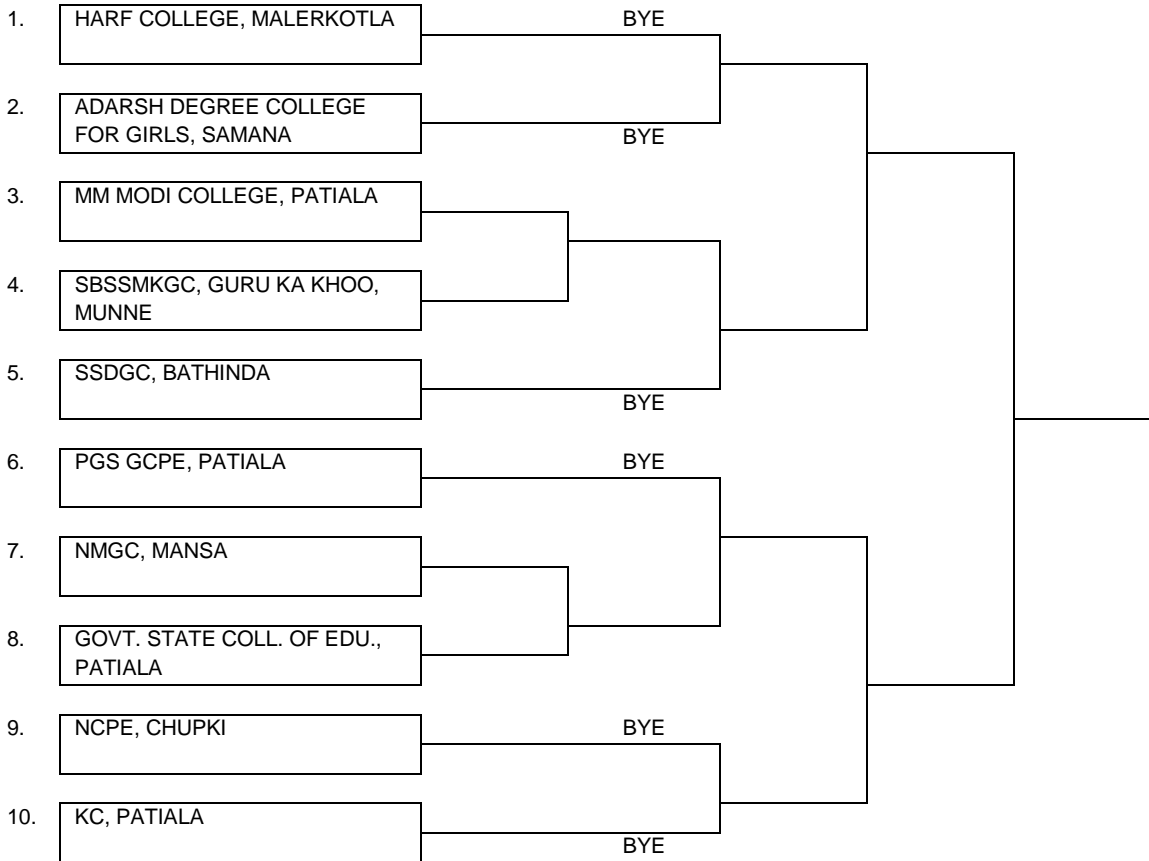 1. HARF COLLEGE, MALERKOTLA BYE
2. ADARSH DEGREE COLLEGE
FOR GIRLS, SAMANA BYE
3. MM MODI COLLEGE, PATIALA
4. SBSSMKGC, GURU KA KHOO,
MUNNE
5. SSDGC, BATHINDA
BYE
6. PGS GCPE, PATIALA BYE
7. NMGC, MANSA
8. GOVT. STATE COLL. OF EDU.,
PATIALA
9. NCPE, CHUPKI BYE
10. KC, PATIALA
BYE